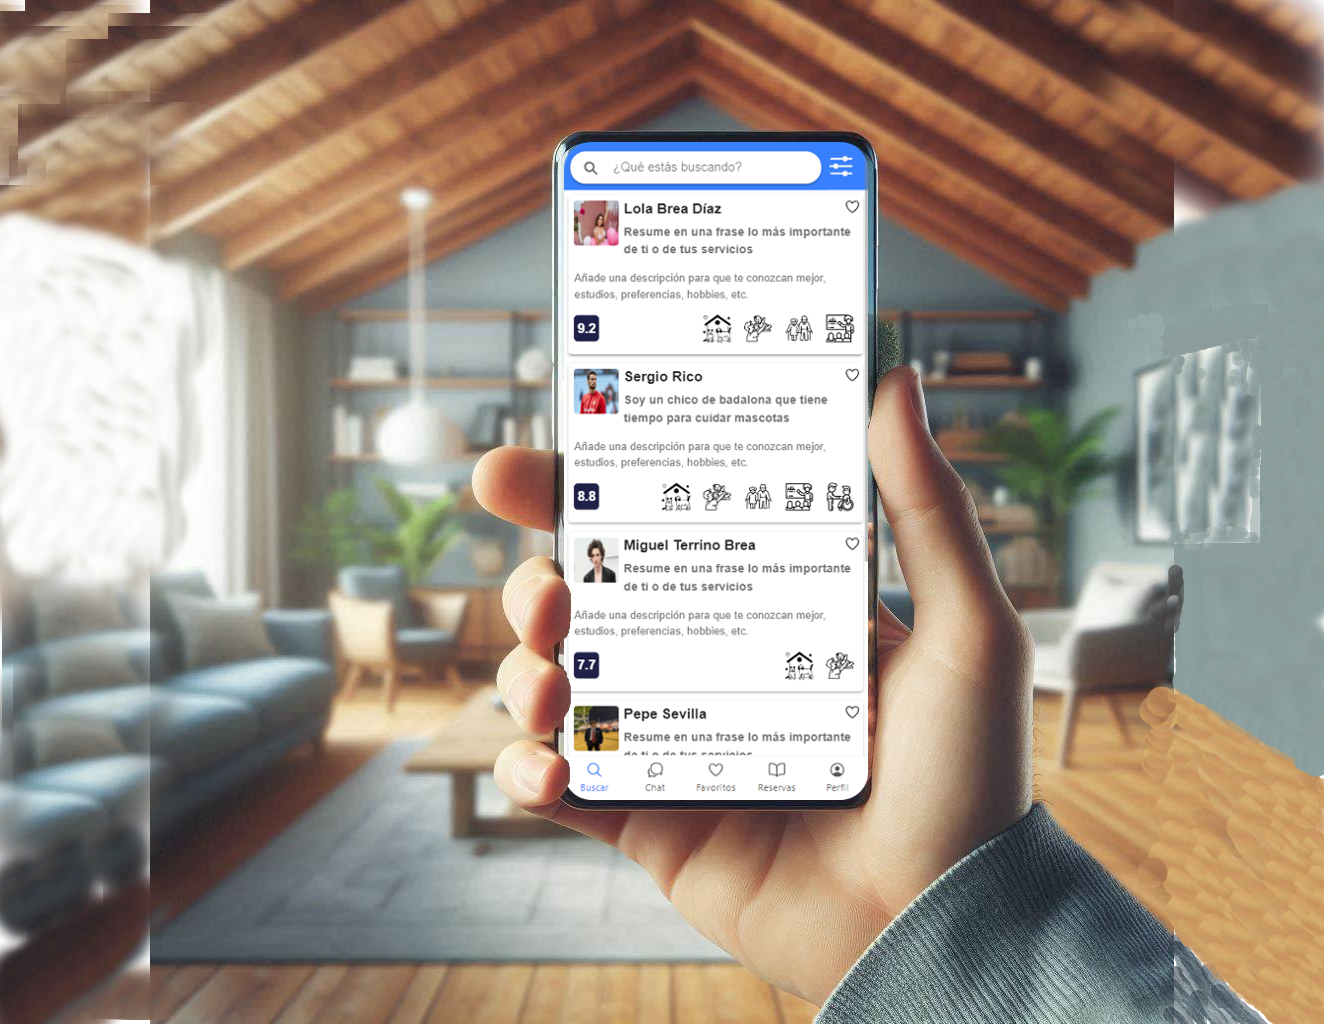 ¿Qué estás buscando?
Lola Brea Díaz
Resume en una frase lo más importante
de ti o de tus servicios
Añade una descripción para que te conozcan mejor,
estudios, preferencias, hobbies, etc.
9.2
Sergio Rico
Soy un chico de badalona que tiene
tiempo para cuidar mascotas
Añade una descripción para que te conozcan mejor,
estudios, preferencias, hobbies, etc.
8.8
Miguel Terrino Brea
Resume en una frase lo más importante
de ti o de tus servicios
Añade una descripción para que te conozcan mejor,
estudios, preferencias, hobbies, etc.
7.7
Pepe Sevilla
Resume en una frase lo más importante
de ti o de tus servicios
Buscar Chat Favoritos Reservas Perfil